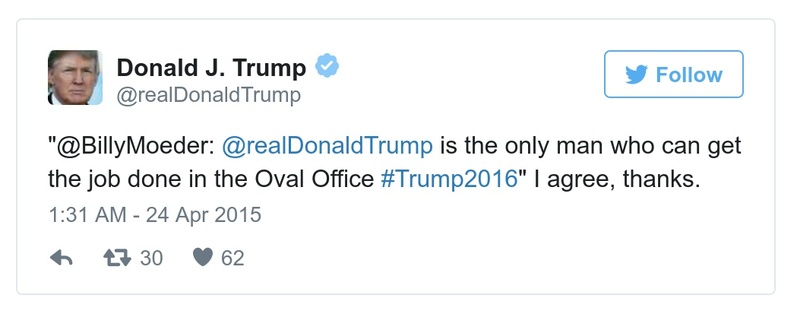 Donald J. Trump
@realDonaldTrump
Follow
"@BillyMoeder: @realDonaldTrump is the only man who can get
the job done in the Oval Office #Trump2016" I agree, thanks.
1:31 AM - 24 Apr 2015
30 62